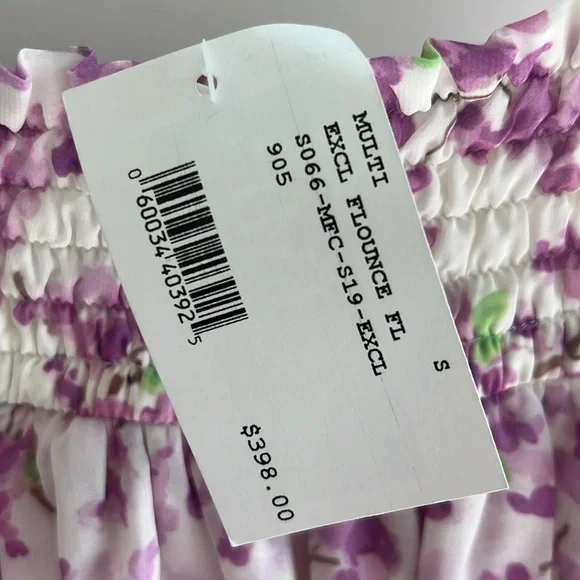 MULTI
EXCL FLOUNCE FL
S066-MFC-S19-EXCL
905
S
0 60034 40392 5
$398.00